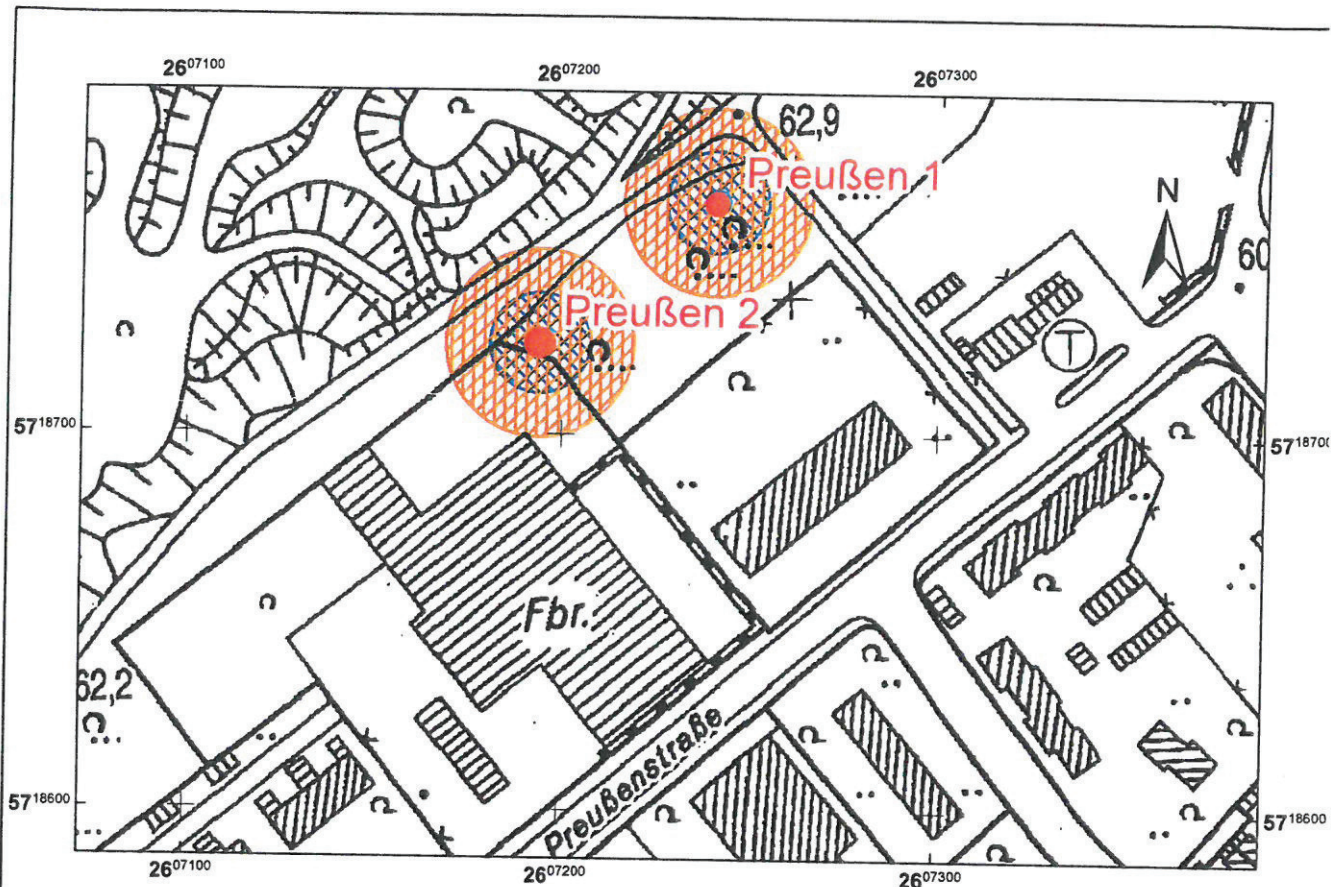 26⁰⁷¹⁰⁰ 26⁰⁷²⁰⁰ 26⁰⁷³⁰⁰
62,9
Preußen 1
N
60
Preußen 2
T
57¹⁸⁷⁰⁰ 57¹⁸⁷⁰⁰
Fbr.
62,2
Preußenstraße
57¹⁸⁶⁰⁰ 57¹⁸⁶⁰⁰
26⁰⁷¹⁰⁰ 26⁰⁷²⁰⁰ 26⁰⁷³⁰⁰